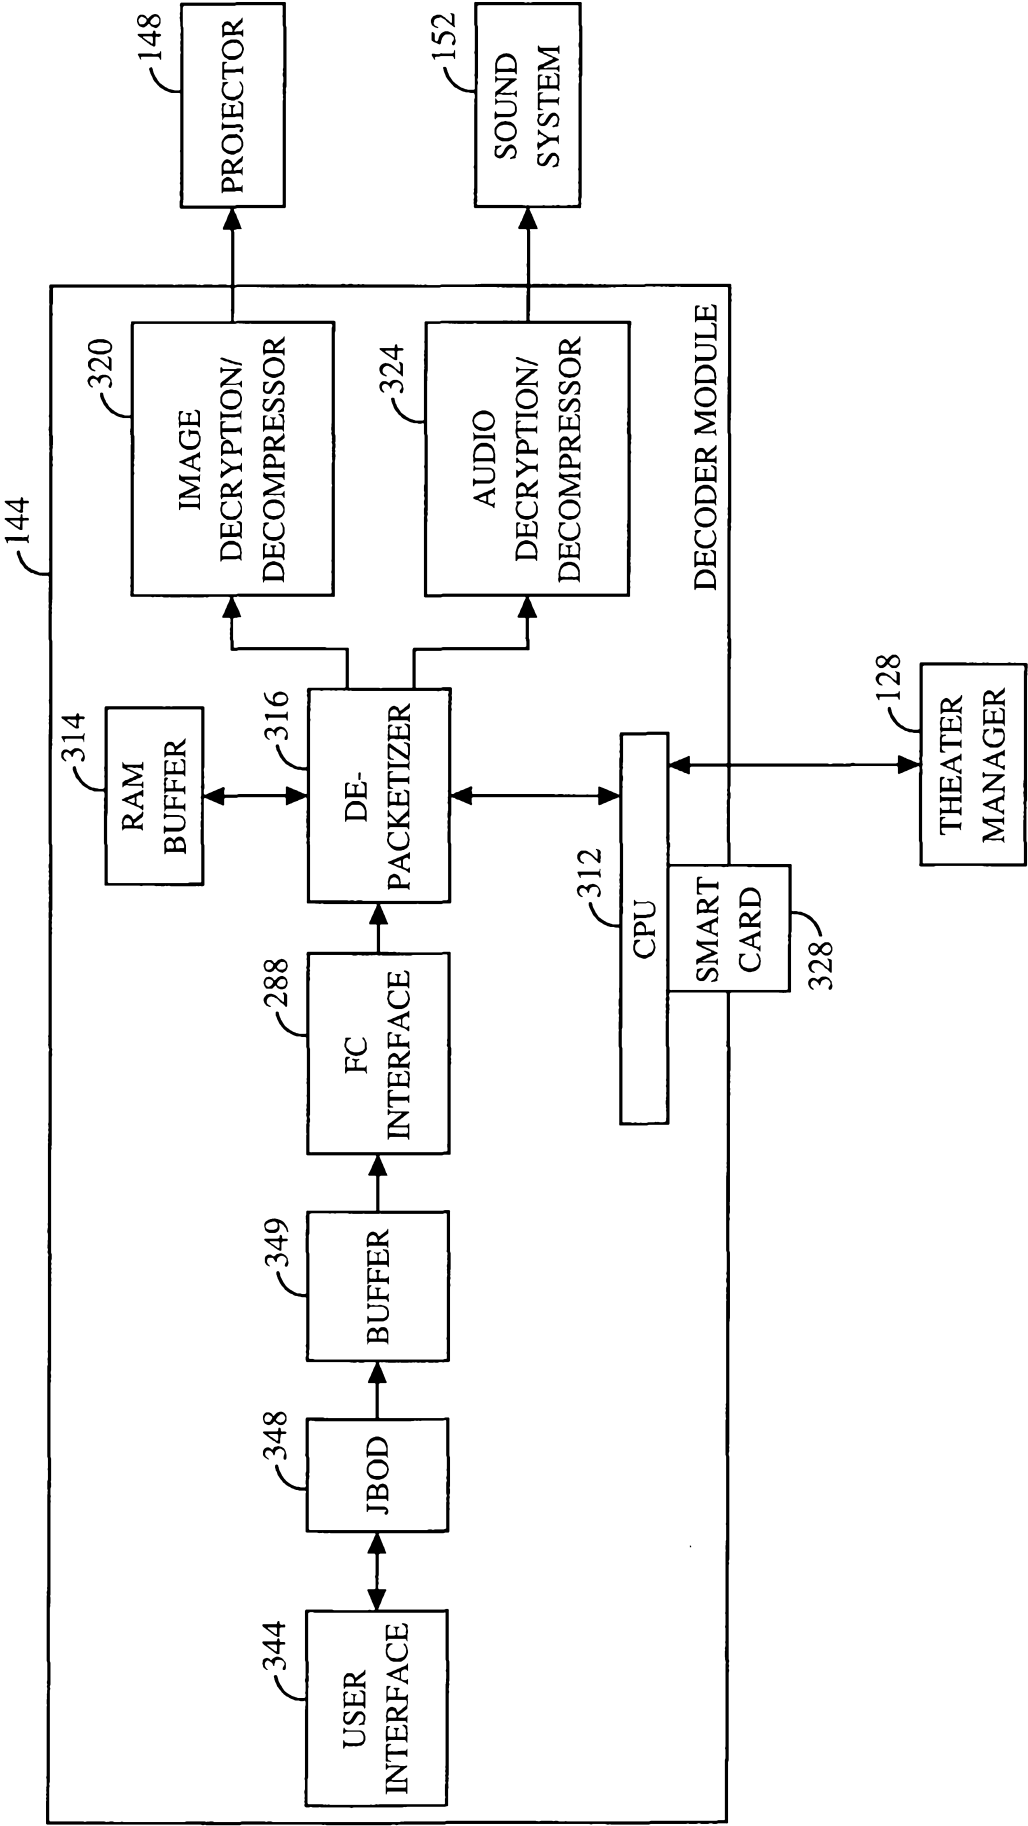 144
314
RAM
BUFFER
320
IMAGE
DECRYPTION/
DECOMPRESSOR
148
PROJECTOR
344
USER
INTERFACE
348
JBOD
349
BUFFER
288
FC
INTERFACE
316
DE-
PACKETIZER
324
AUDIO
DECRYPTION/
DECOMPRESSOR
152
SOUND
SYSTEM
312
CPU
SMART
CARD
328
DECODER MODULE
128
THEATER
MANAGER